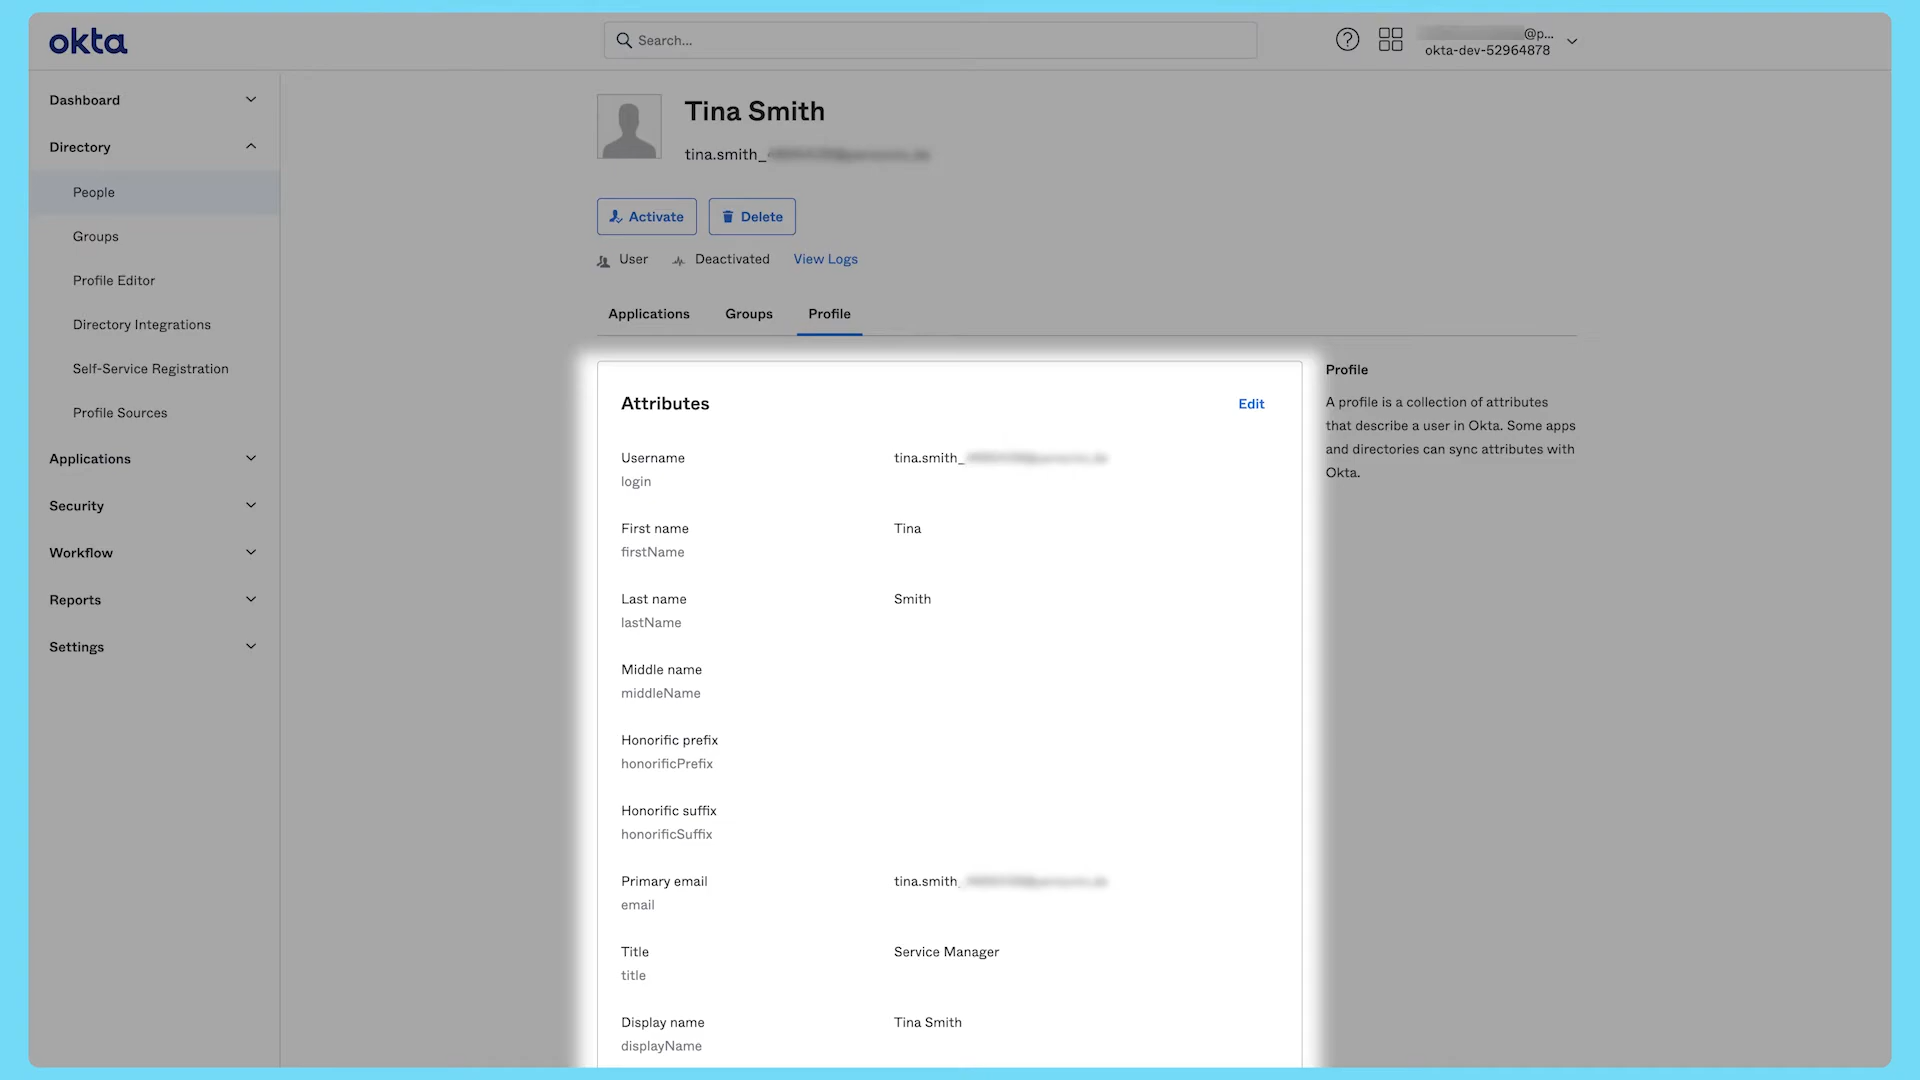 okta
Search...
@p...
okta-dev-52964878
Dashboard
Directory
People
Groups
Profile Editor
Directory Integrations
Self-Service Registration
Profile Sources
Applications
Security
Workflow
Reports
Settings
Tina Smith
tina.smith_
Activate
Delete
User
Deactivated
View Logs
Applications
Groups
Profile
Attributes
Edit
Username
tina.smith_
login
First name
Tina
firstName
Last name
Smith
lastName
Middle name
middleName
Honorific prefix
honorificPrefix
Honorific suffix
honorificSuffix
Primary email
tina.smith_
email
Title
Service Manager
title
Display name
Tina Smith
displayName
Profile
A profile is a collection of attributes
that describe a user in Okta. Some apps
and directories can sync attributes with
Okta.